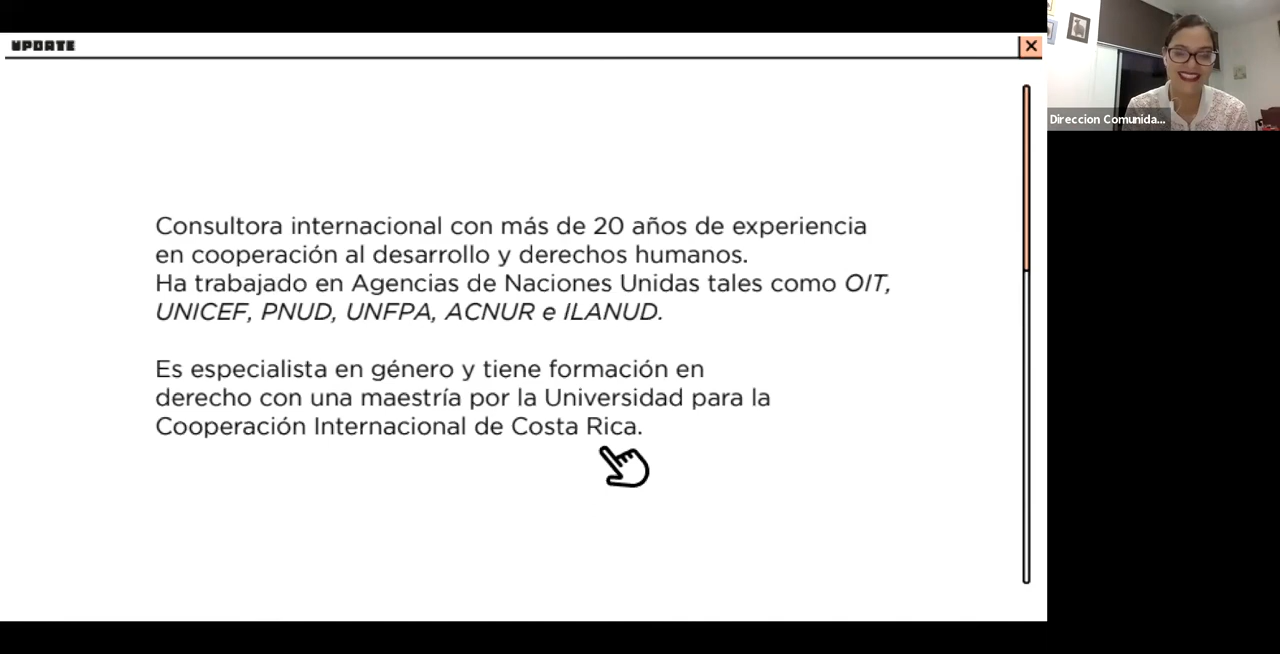 UPDATE
Consultora internacional con más de 20 años de experiencia
en cooperación al desarrollo y derechos humanos.
Ha trabajado en Agencias de Naciones Unidas tales como OIT,
UNICEF, PNUD, UNFPA, ACNUR e ILANUD.
Es especialista en género y tiene formación en
derecho con una maestría por la Universidad para la
Cooperación Internacional de Costa Rica.
Direccion Comunida...